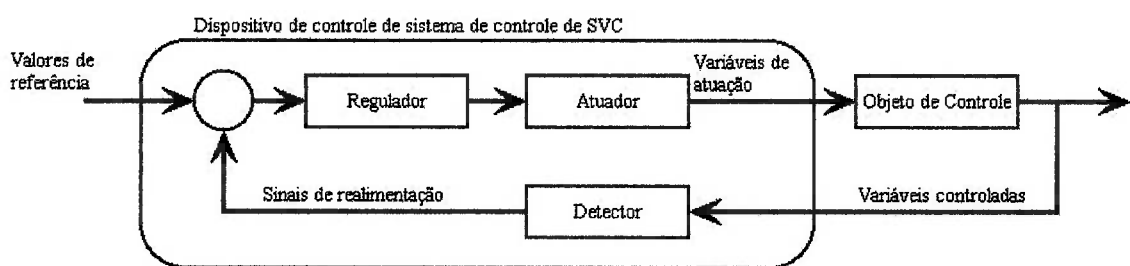 Dispositivo de controle de sistema de controle de SVC
Valores de
referência
Regulador
Atuador
Variáveis de
atuação
Objeto de Controle
Sinais de realimentação
Detector
Variáveis controladas